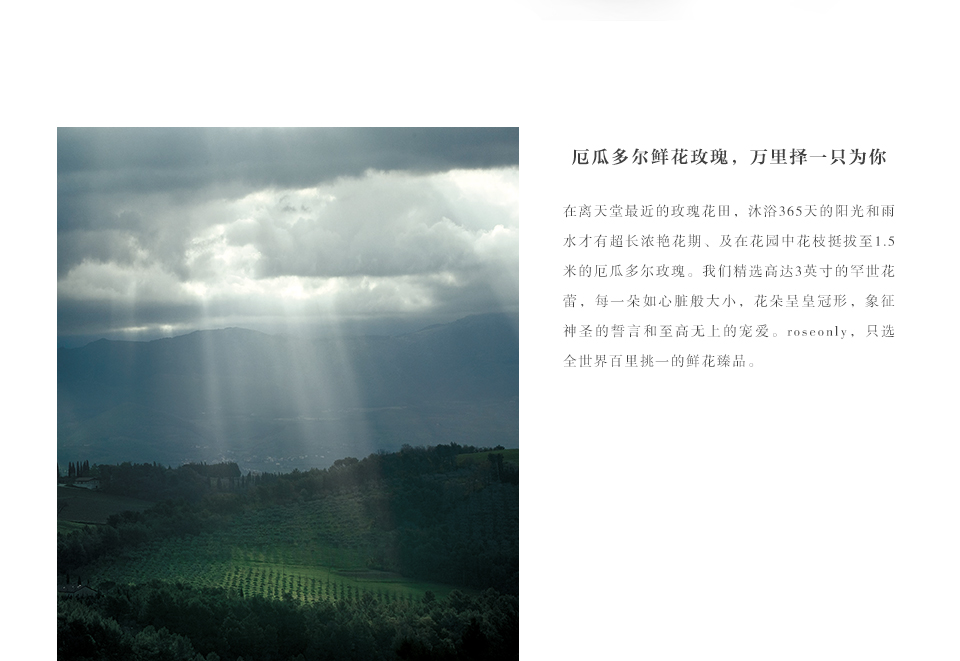 厄瓜多尔鲜花玫瑰，万里择一只为你
在离天堂最近的玫瑰花田，沐浴365天的阳光和雨
水才有超长浓艳花期、及在花园中花枝挺拔至1.5
米的厄瓜多尔玫瑰。我们精选高达3英寸的罕世花
蕾，每一朵如心脏般大小，花朵呈皇冠形，象征
神圣的誓言和至高无上的宠爱。roseonly，只选
全世界百里挑一的鲜花臻品。